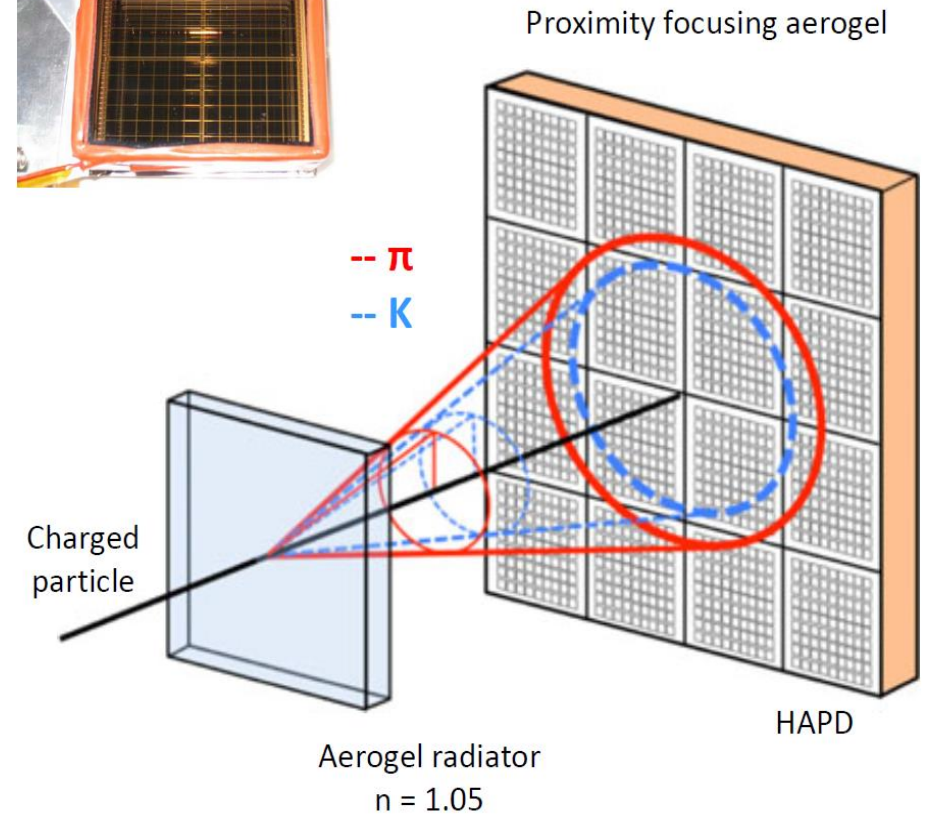 Proximity focusing aerogel
-- π
-- K
Charged
particle
HAPD
Aerogel radiator
n = 1.05